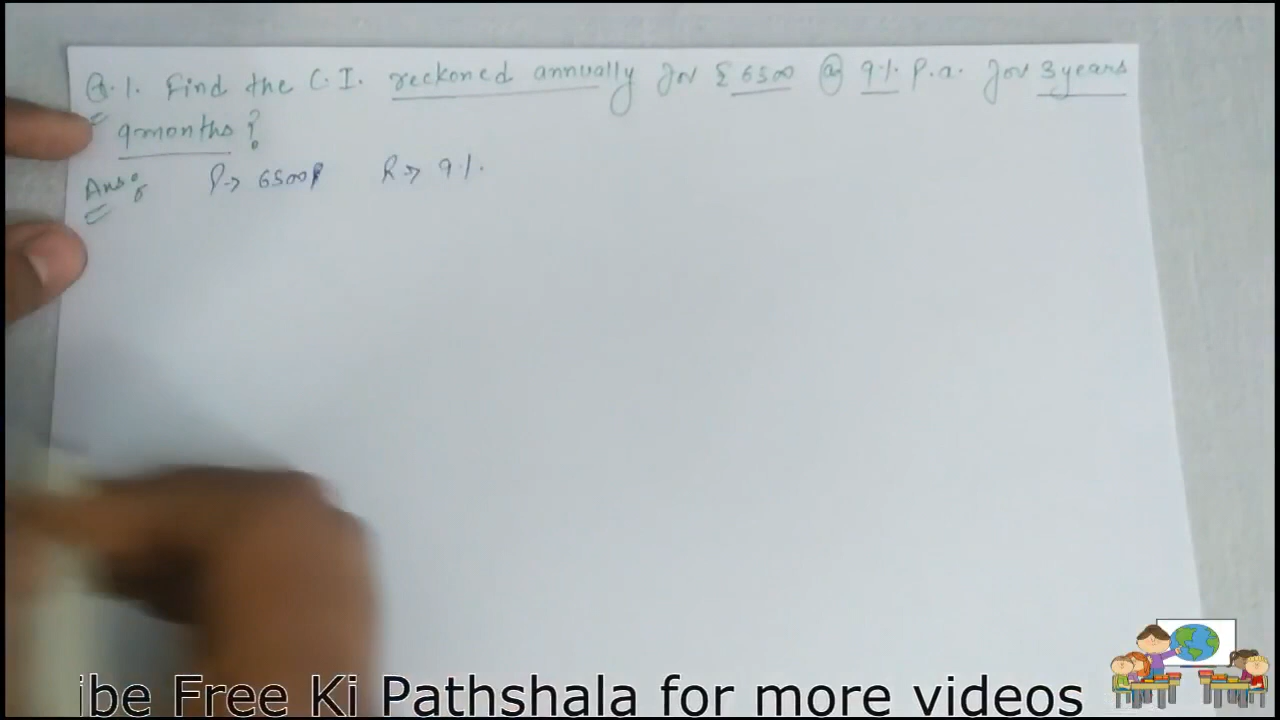 Q.1. Find the C.I. reckoned annually for ₹ 6500 @ 9% P.a. for 3 years
9 months ?
Ans: P→ 6500 R→ 9%.
ibe Free Ki Pathshala for more videos